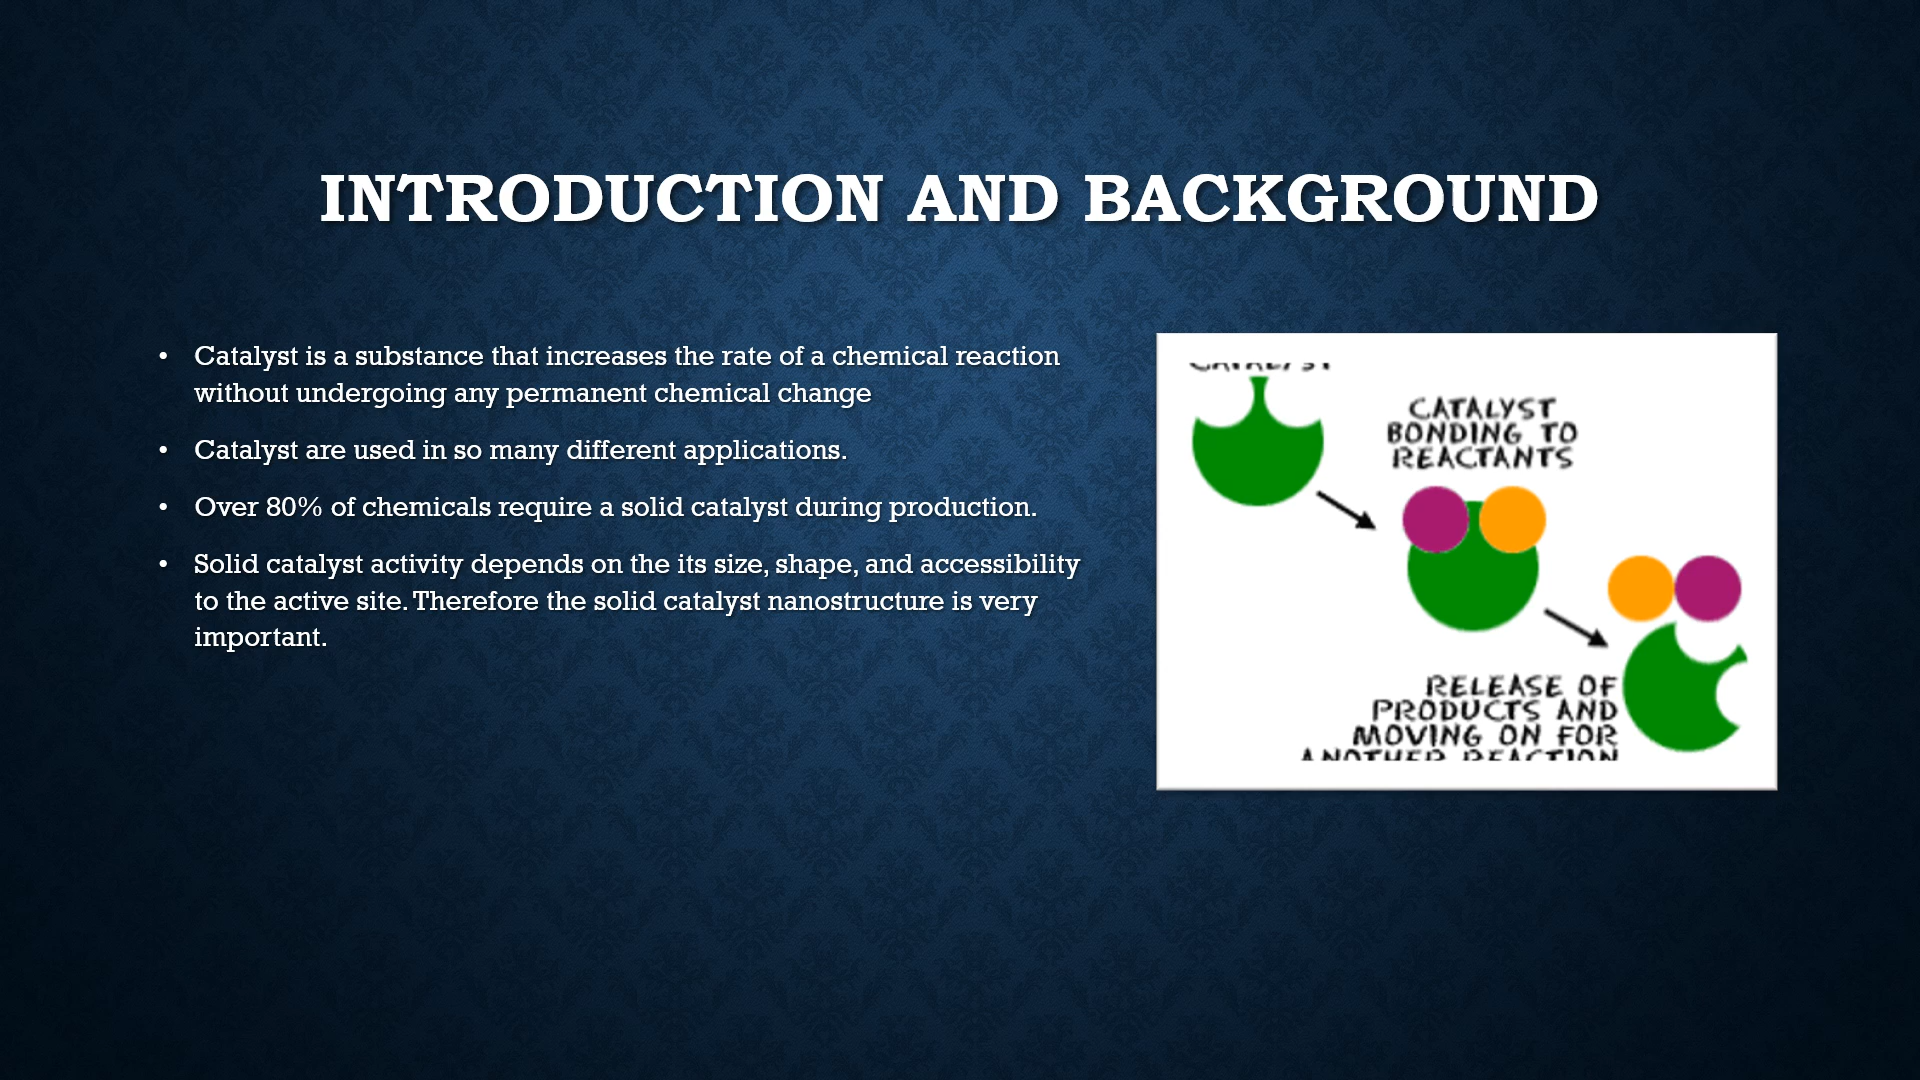 INTRODUCTION AND BACKGROUND
• Catalyst is a substance that increases the rate of a chemical reaction
without undergoing any permanent chemical change
• Catalyst are used in so many different applications.
• Over 80% of chemicals require a solid catalyst during production.
• Solid catalyst activity depends on the its size, shape, and accessibility
to the active site. Therefore the solid catalyst nanostructure is very
important.
CATALYST
CATALYST
BONDING TO
REACTANTS
RELEASE OF
PRODUCTS AND
MOVING ON FOR
ANOTHER REACTION